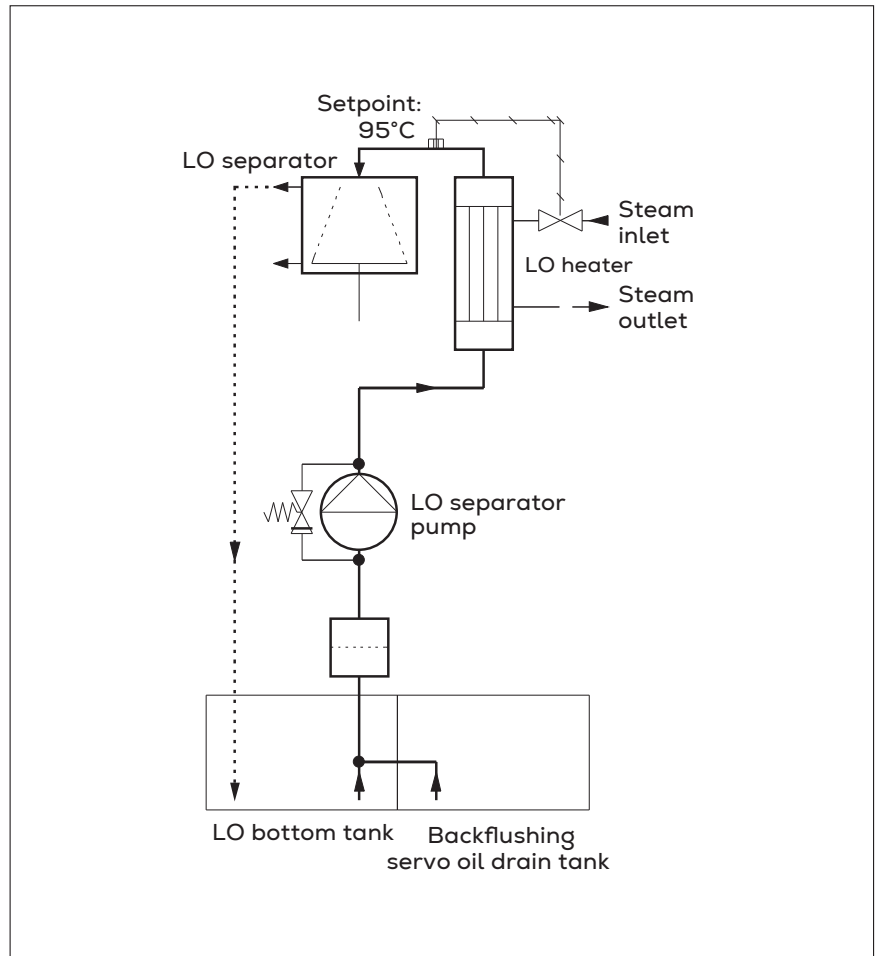 Setpoint:
95°C
LO separator
Steam
inlet
LO heater
Steam
outlet
LO separator
pump
LO bottom tank
Backflushing
servo oil drain tank